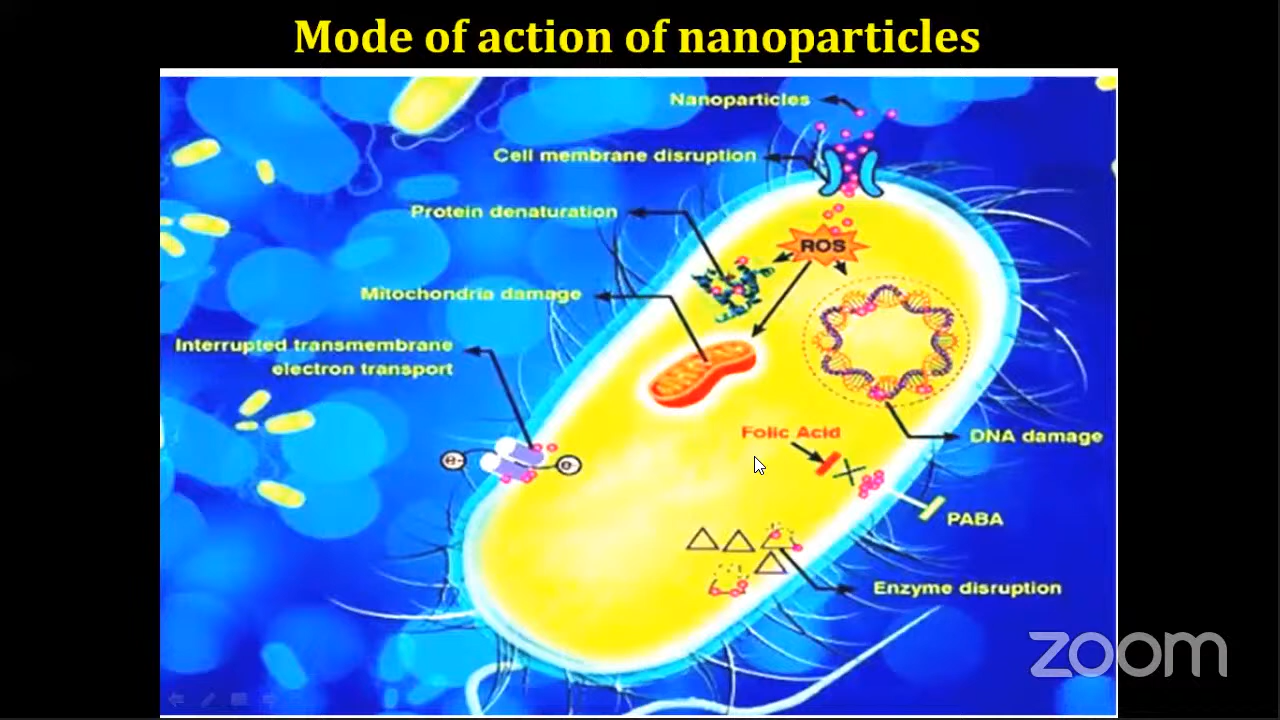 Mode of action of nanoparticles
Nanoparticles
Cell membrane disruption
Protein denaturation
ROS
Mitochondria damage
Interrupted transmembrane
electron transport
Folic Acid
DNA damage
e-
e-
PABA
Enzyme disruption
zoom